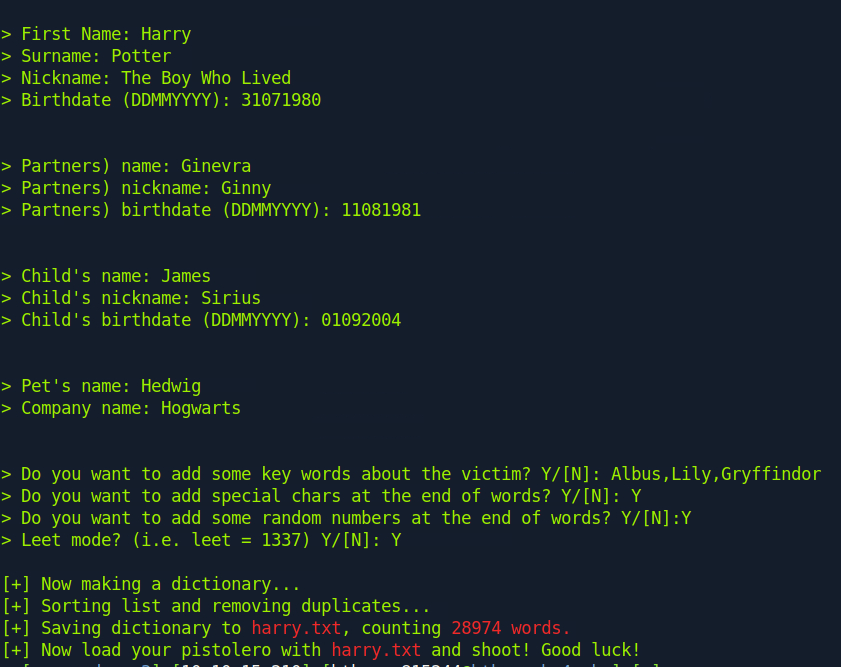 > First Name: Harry
> Surname: Potter
> Nickname: The Boy Who Lived
> Birthdate (DDMMYYYY): 31071980
> Partners) name: Ginevra
> Partners) nickname: Ginny
> Partners) birthdate (DDMMYYYY): 11081981
> Child's name: James
> Child's nickname: Sirius
> Child's birthdate (DDMMYYYY): 01092004
> Pet's name: Hedwig
> Company name: Hogwarts
> Do you want to add some key words about the victim? Y/[N]: Albus,Lily,Gryffindor
> Do you want to add special chars at the end of words? Y/[N]: Y
> Do you want to add some random numbers at the end of words? Y/[N]:Y
> Leet mode? (i.e. leet = 1337) Y/[N]: Y
[+] Now making a dictionary...
[+] Sorting list and removing duplicates...
[+] Saving dictionary to harry.txt, counting 28974 words.
[+] Now load your pistolero with harry.txt and shoot! Good luck!